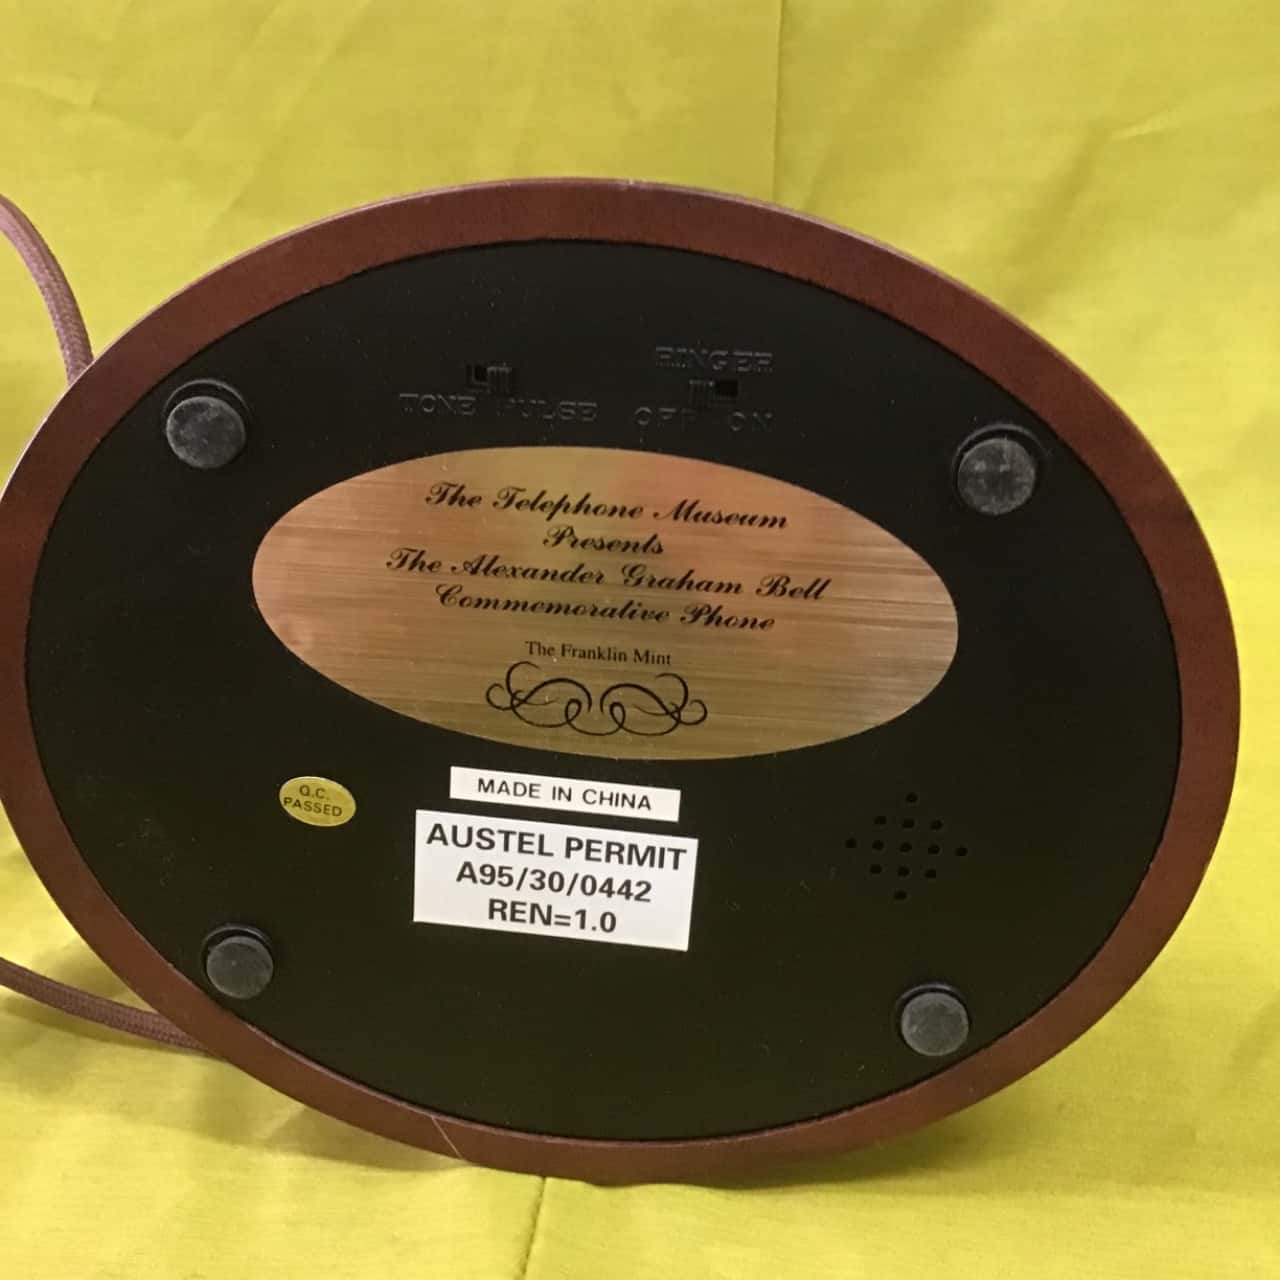 RINGER
TONE PULSE OFF ON
The Telephone Museum
Presents
The Alexander Graham Bell
Commemorative Phone
The Franklin Mint
Q.C.
PASSED
MADE IN CHINA
AUSTEL PERMIT
A95/30/0442
REN=1.0